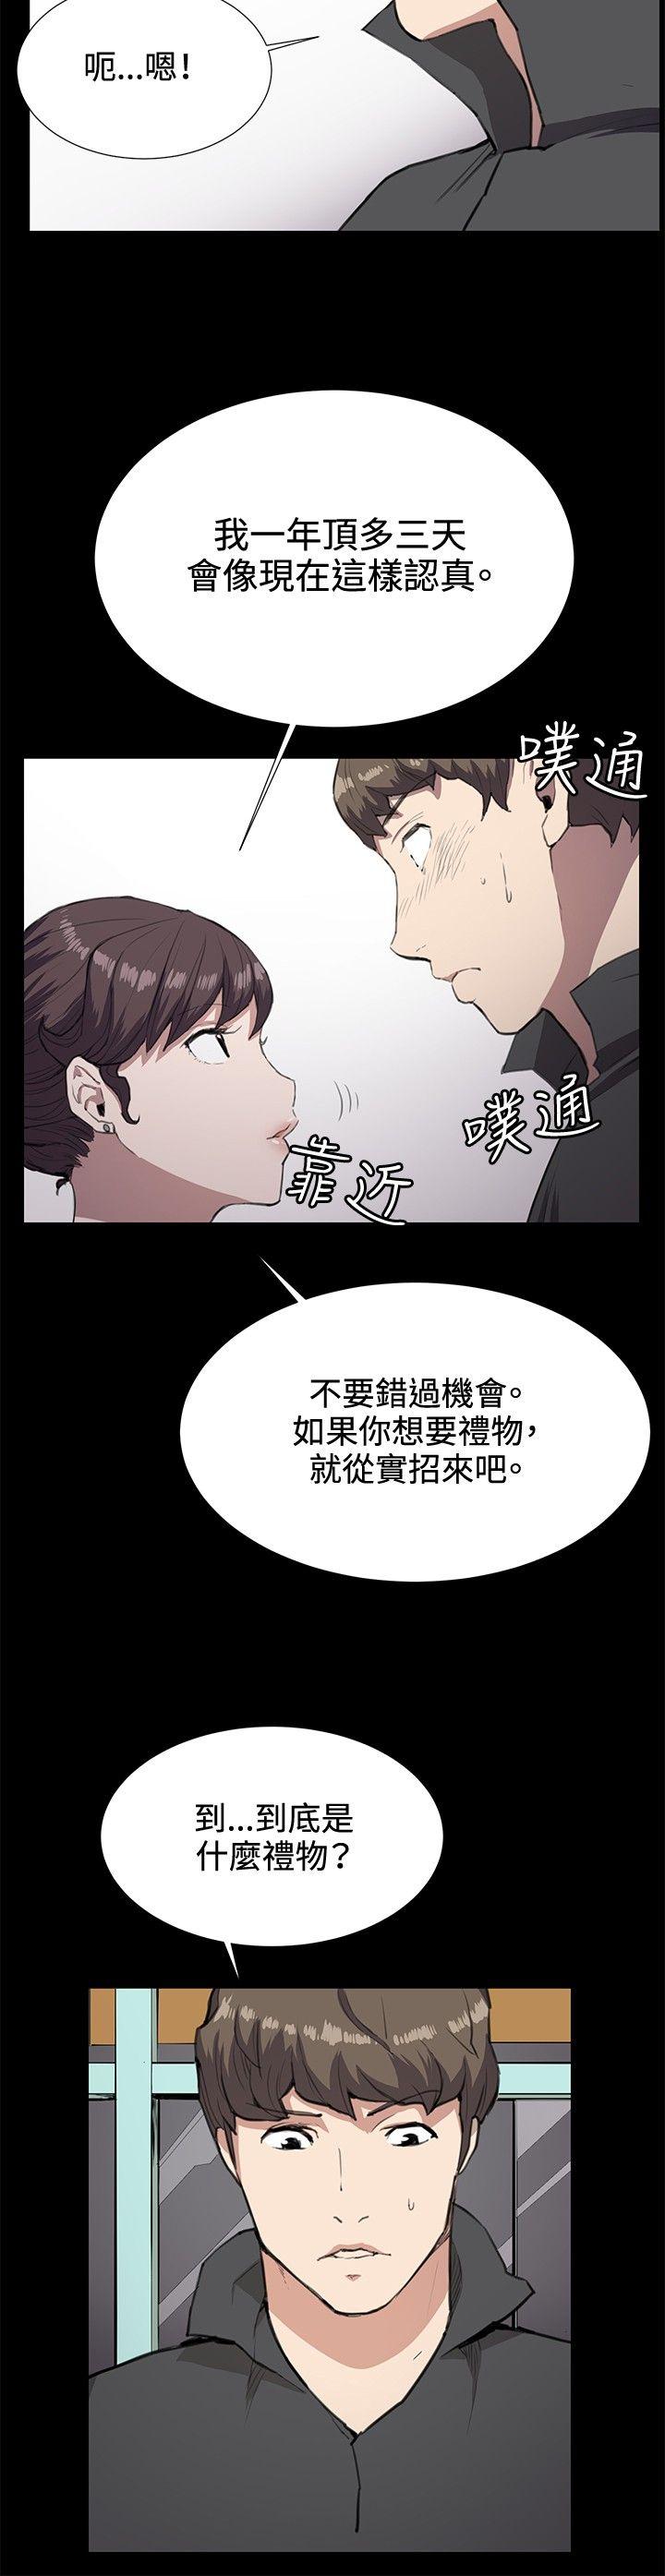 呃…嗯！
我一年頂多三天
會像現在這樣認真。
噗通
噗通
靠近
不要錯過機會。
如果你想要禮物，
就從實招來吧。
到…到底是
什麼禮物？